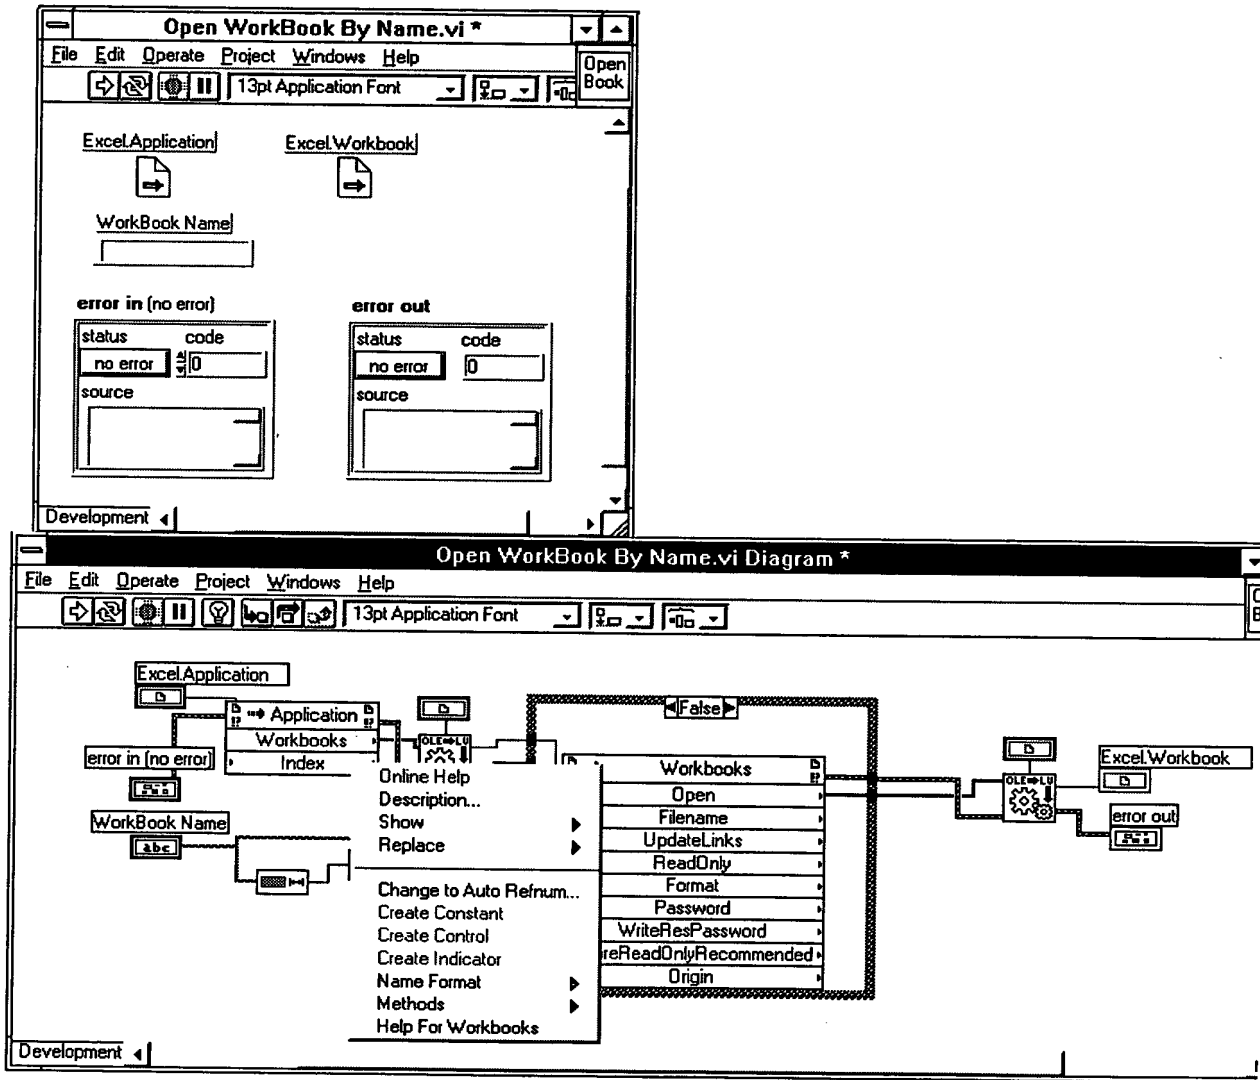 Open WorkBook By Name.vi *
File Edit Operate Project Windows Help
Open
Book
13pt Application Font
Excel.Application Excel.Workbook
WorkBook Name
error in (no error) error out
status code status code
no error 0 no error 0
source source
Development
Open WorkBook By Name.vi Diagram *
File Edit Operate Project Windows Help
13pt Application Font
Excel.Application
Application
Workbooks
Index
error in (no error)
WorkBook Name
abc
OLE
False
Online Help
Description...
Show
Replace
Change to Auto Refnum...
Create Constant
Create Control
Create Indicator
Name Format
Methods
Help For Workbooks
Workbooks
Open
Filename
UpdateLinks
ReadOnly
Format
Password
WriteResPassword
reReadOnlyRecommended
Origin
OLE LV
Excel.Workbook
error out
Development